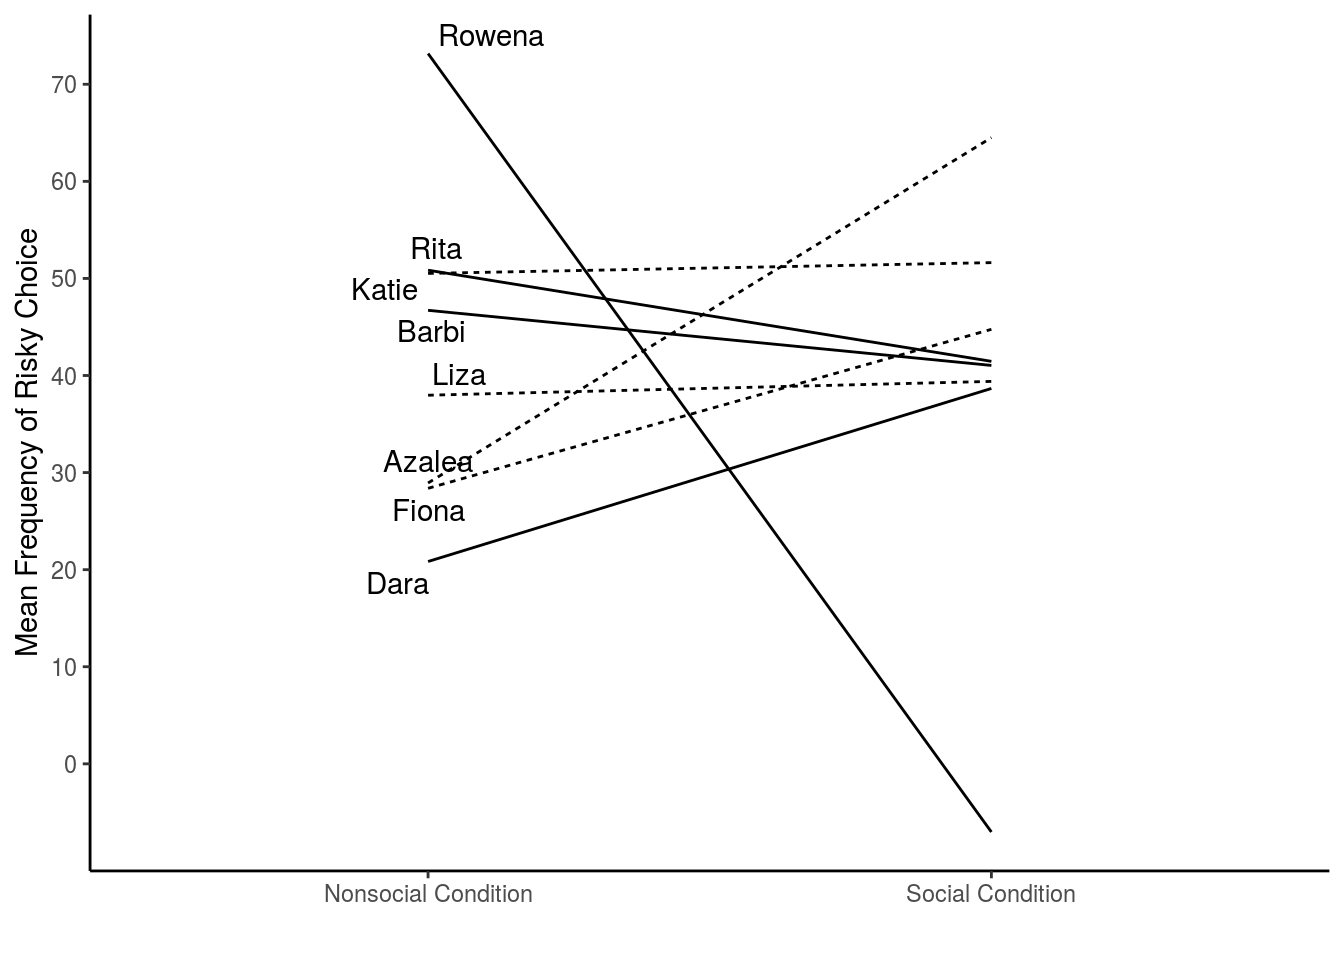 Mean Frequency of Risky Choice
70
60
50
40
30
20
10
0
Rowena
Rita
Katie
Barbi
Liza
Azalea
Fiona
Dara
Nonsocial Condition
Social Condition